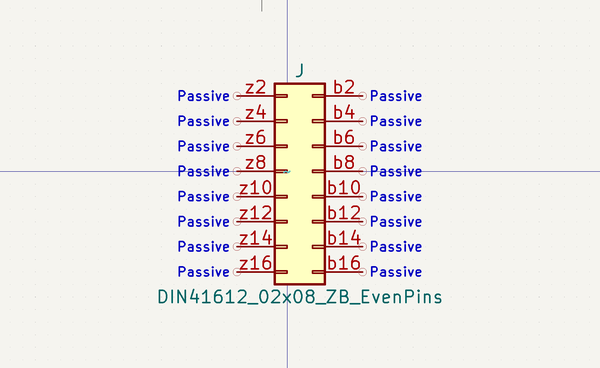 J
Passive z2 b2 Passive
Passive z4 b4 Passive
Passive z6 b6 Passive
Passive z8 b8 Passive
Passive z10 b10 Passive
Passive z12 b12 Passive
Passive z14 b14 Passive
Passive z16 b16 Passive
DIN41612_02x08_ZB_EvenPins